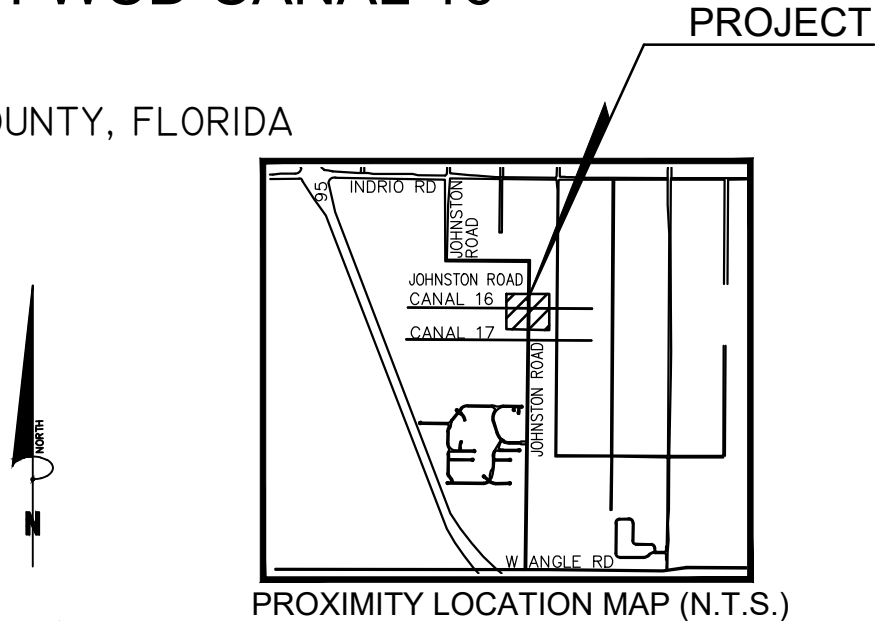 PROJECT
COUNTY, FLORIDA
INDRIO RD
95
JOHNSTON
ROAD
JOHNSTON ROAD
CANAL 16
CANAL 17
JOHNSTON ROAD
NORTH
N
W ANGLE RD
PROXIMITY LOCATION MAP (N.T.S.)